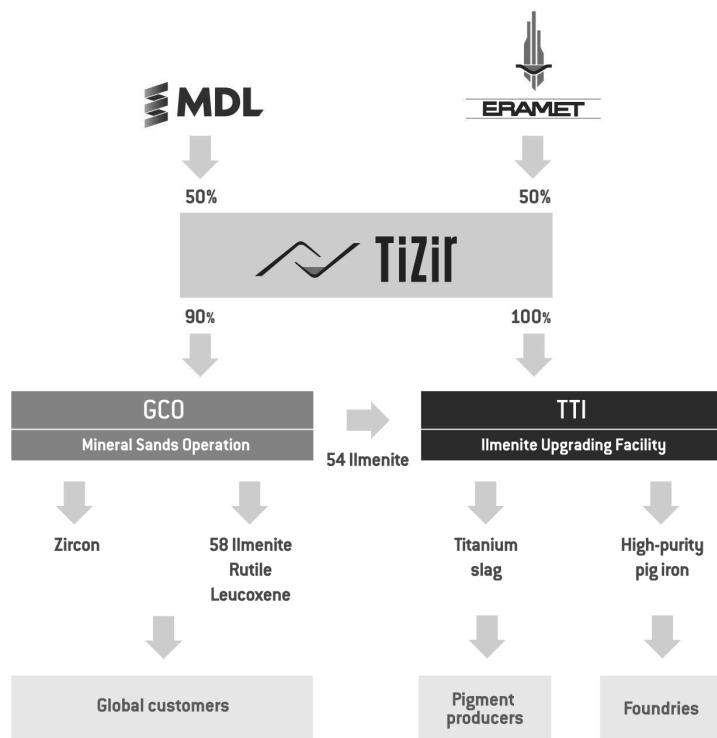 MDL
ERAMET
50%
50%
TiZir
90%
100%
GCO
Mineral Sands Operation
54 Ilmenite
TTI
Ilmenite Upgrading Facility
Zircon
58 Ilmenite
Rutile
Leucoxene
Titanium
slag
High-purity
pig iron
Global customers
Pigment
producers
Foundries